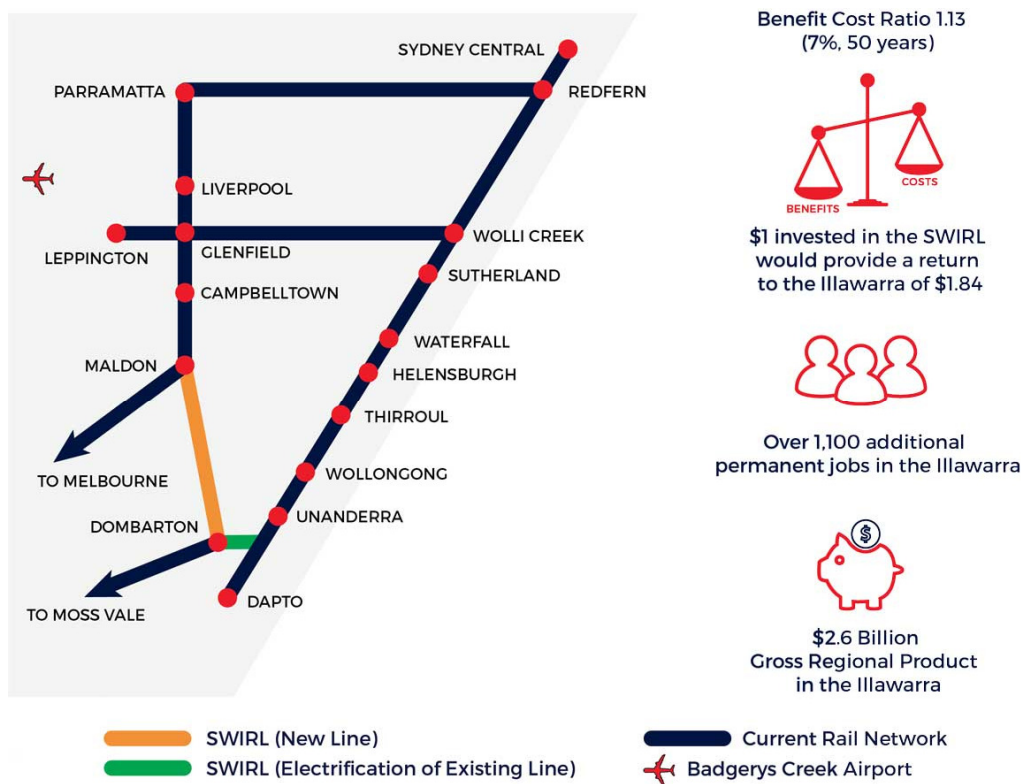 SYDNEY CENTRAL
PARRAMATTA
REDFERN
LIVERPOOL
LEPPINGTON
GLENFIELD
WOLLI CREEK
SUTHERLAND
CAMPBELLTOWN
WATERFALL
MALDON
HELENSBURGH
THIRROUL
TO MELBOURNE
WOLLONGONG
DOMBARTON
UNANDERRA
TO MOSS VALE
DAPTO
Benefit Cost Ratio 1.13
(7%, 50 years)
BENEFITS
COSTS
$1 invested in the SWIRL
would provide a return
to the Illawarra of $1.84
Over 1,100 additional
permanent jobs in the Illawarra
$
$2.6 Billion
Gross Regional Product
in the Illawarra
SWIRL (New Line)
SWIRL (Electrification of Existing Line)
Current Rail Network
Badgerys Creek Airport